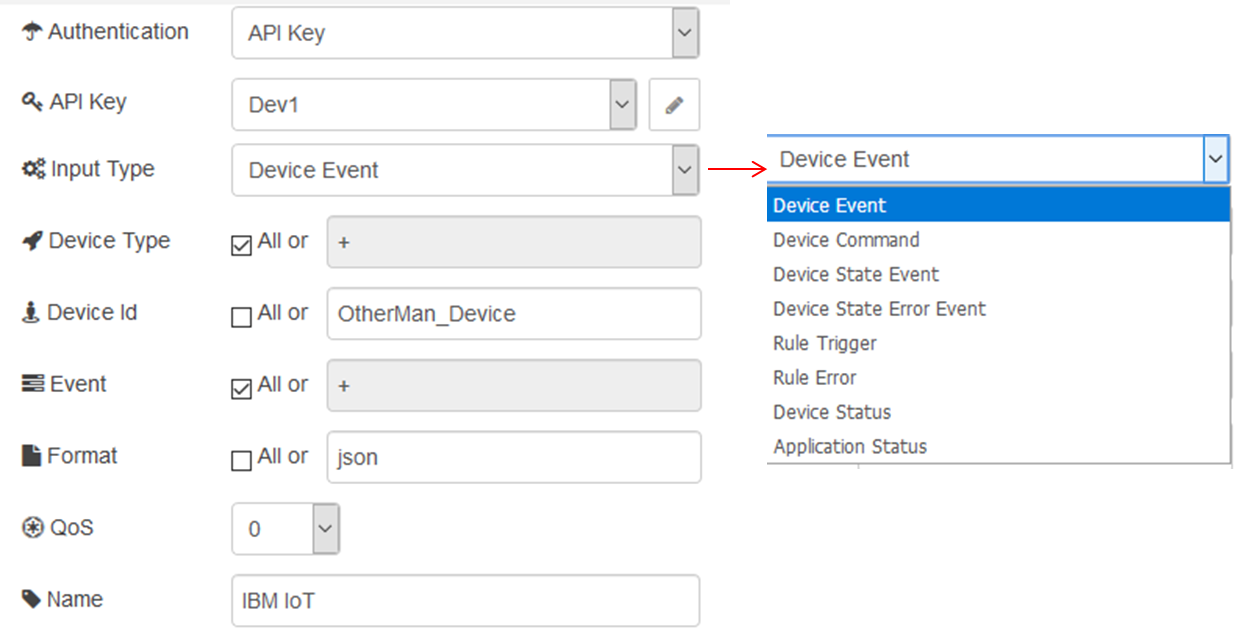 Authentication API Key
API Key Dev1
Input Type Device Event
Device Type All or +
Device Id All or OtherMan_Device
Event All or +
Format All or json
QoS 0
Name IBM IoT
Device Event
Device Event
Device Command
Device State Event
Device State Error Event
Rule Trigger
Rule Error
Device Status
Application Status